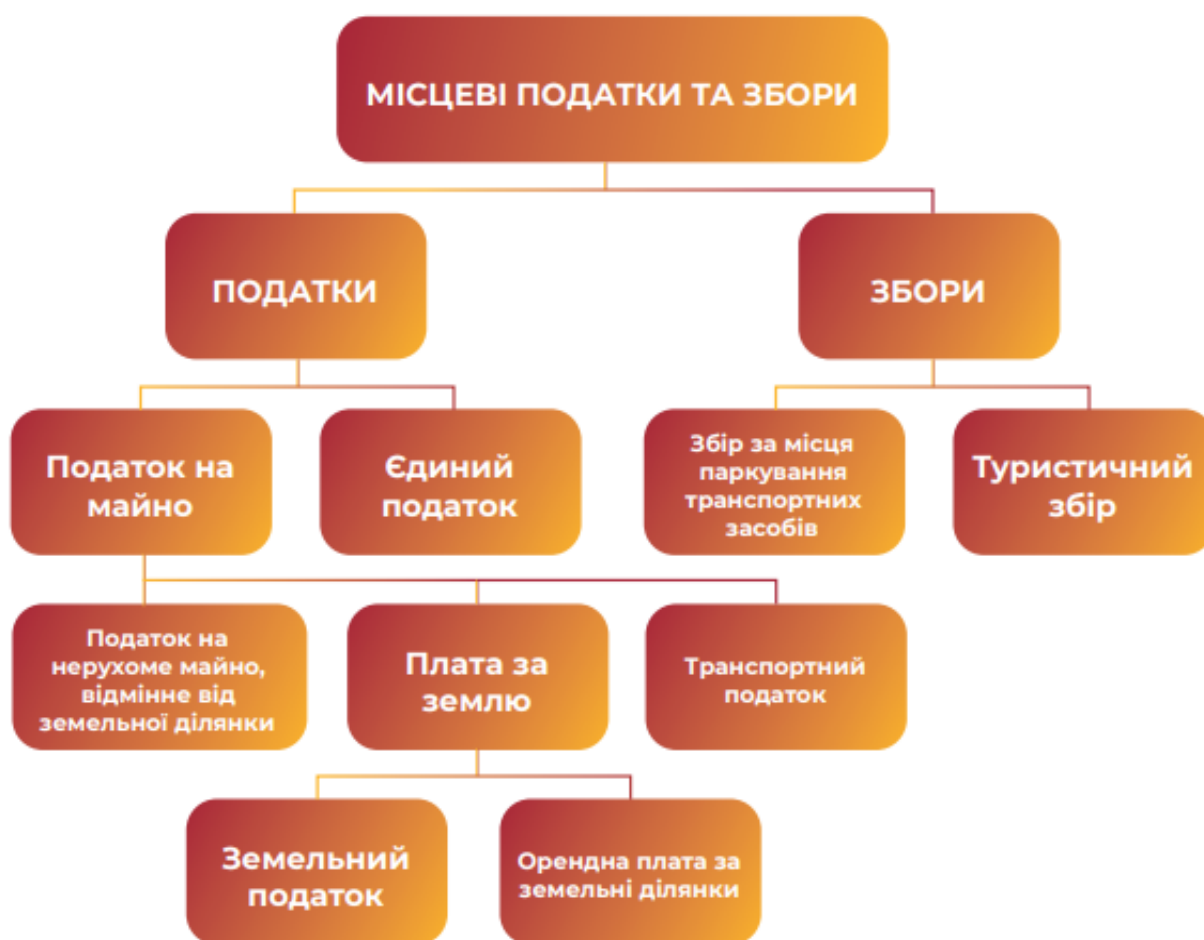 МІСЦЕВІ ПОДАТКИ ТА ЗБОРИ
ПОДАТКИ
ЗБОРИ
Податок на
майно
Єдиний
податок
Збір за місця
паркування
транспортних
засобів
Туристичний
збір
Податок на
нерухоме майно,
відмінне від
земельної ділянки
Плата за
землю
Транспортний
податок
Земельний
податок
Орендна плата за
земельні ділянки